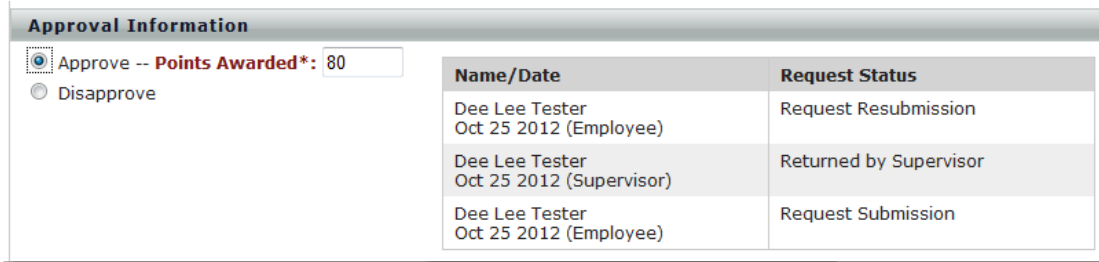 Approval Information
Approve -- Points Awarded*: 80
Disapprove
Name/Date Request Status
Dee Lee Tester Request Resubmission
Oct 25 2012 (Employee)
Dee Lee Tester Returned by Supervisor
Oct 25 2012 (Supervisor)
Dee Lee Tester Request Submission
Oct 25 2012 (Employee)